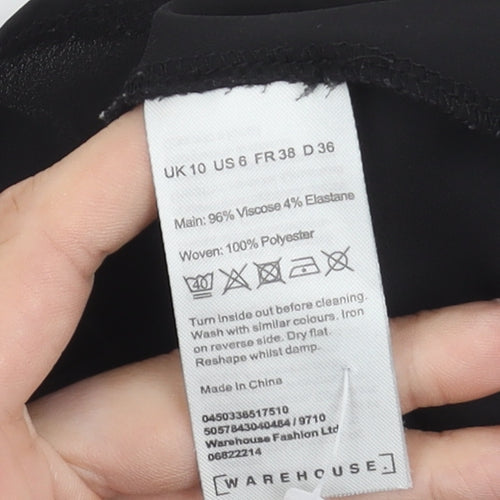 UK 10 US 6 FR 38 D 36
Main: 96% Viscose 4% Elastane
Woven: 100% Polyester
40
Turn inside out before cleaning.
Wash with similar colours. Iron
on reverse side. Dry flat.
Reshape whilst damp.
Made in China
0450336517510
5057843040484 / 9710
Warehouse Fashion Ltd
06822214
[WAREHOUSE.]